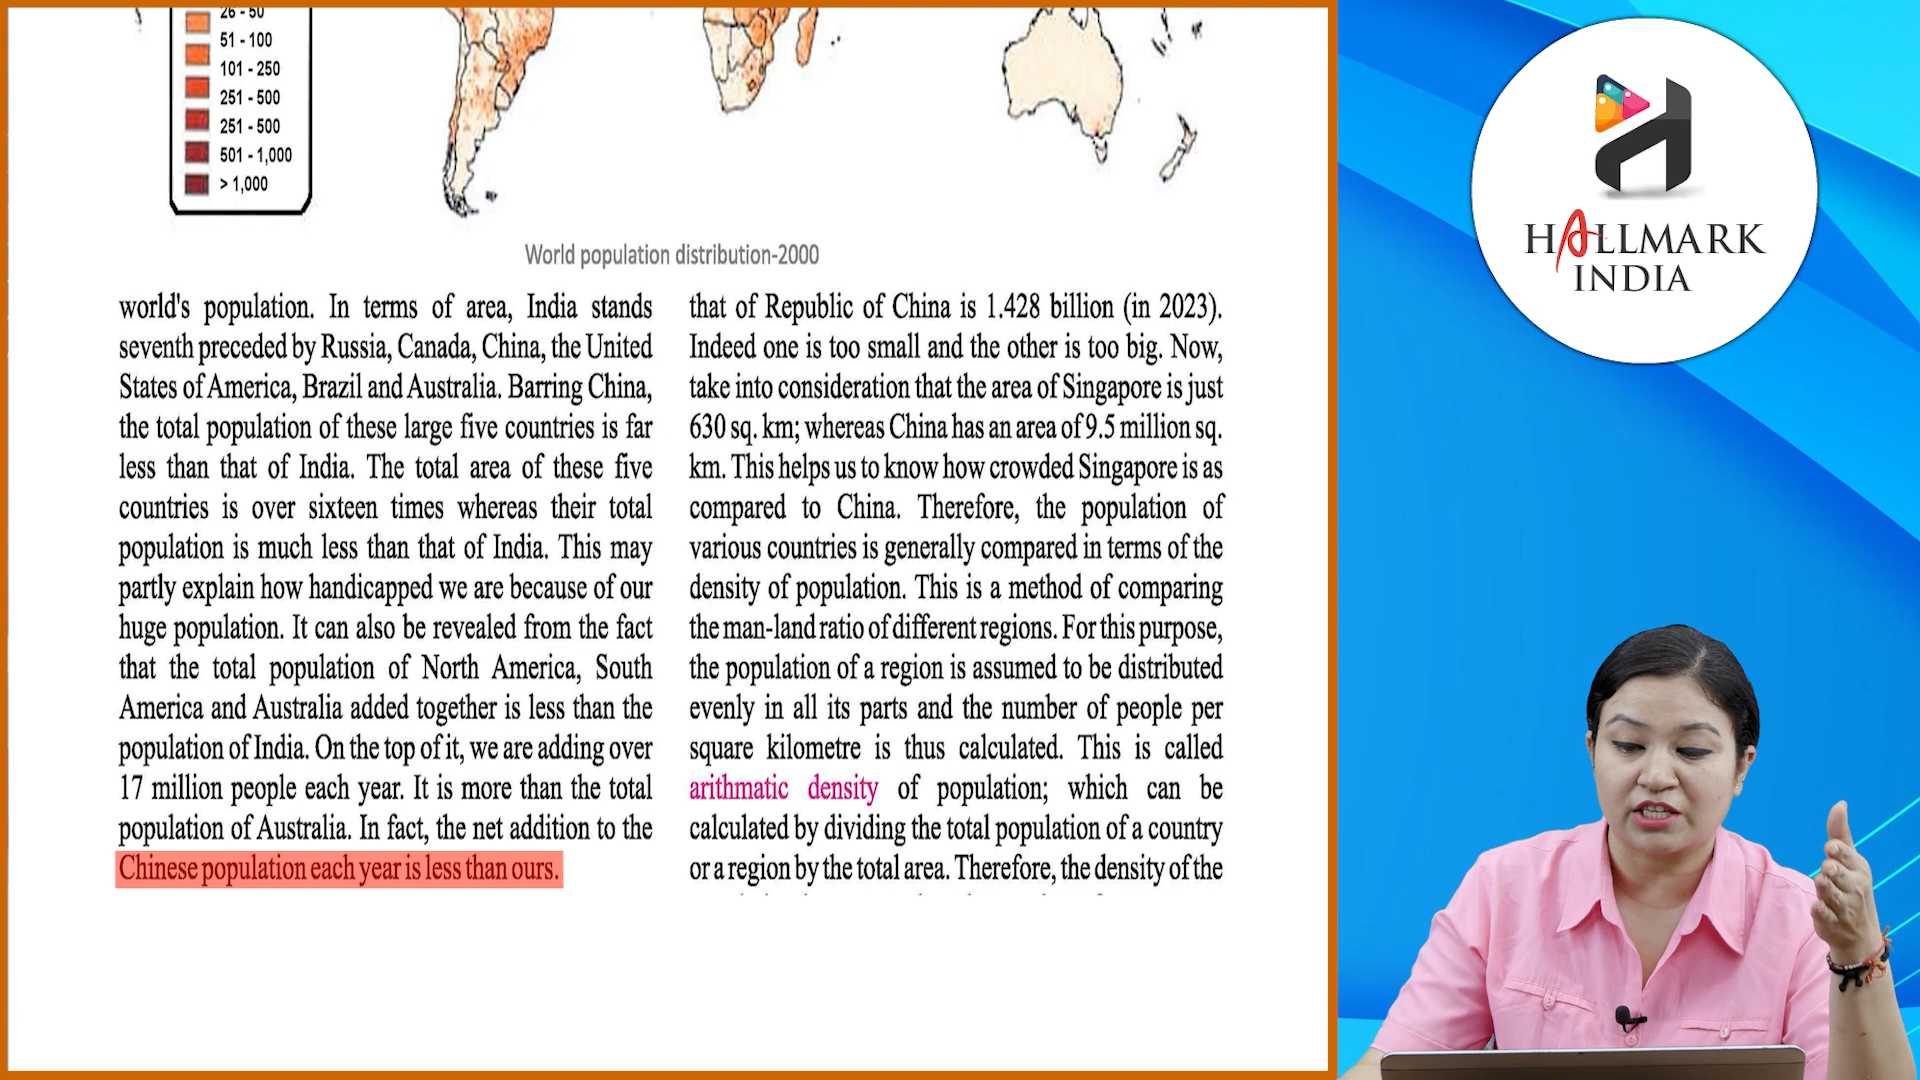 26 - 50
51 - 100
101 - 250
251 - 500
251 - 500
501 - 1,000
> 1,000
World population distribution-2000
world's population. In terms of area, India stands
seventh preceded by Russia, Canada, China, the United
States of America, Brazil and Australia. Barring China,
the total population of these large five countries is far
less than that of India. The total area of these five
countries is over sixteen times whereas their total
population is much less than that of India. This may
partly explain how handicapped we are because of our
huge population. It can also be revealed from the fact
that the total population of North America, South
America and Australia added together is less than the
population of India. On the top of it, we are adding over
17 million people each year. It is more than the total
population of Australia. In fact, the net addition to the
Chinese population each year is less than ours.
that of Republic of China is 1.428 billion (in 2023).
Indeed one is too small and the other is too big. Now,
take into consideration that the area of Singapore is just
630 sq. km; whereas China has an area of 9.5 million sq.
km. This helps us to know how crowded Singapore is as
compared to China. Therefore, the population of
various countries is generally compared in terms of the
density of population. This is a method of comparing
the man-land ratio of different regions. For this purpose,
the population of a region is assumed to be distributed
evenly in all its parts and the number of people per
square kilometre is thus calculated. This is called
arithmatic density of population; which can be
calculated by dividing the total population of a country
or a region by the total area. Therefore, the density of the
HALLMARK
INDIA